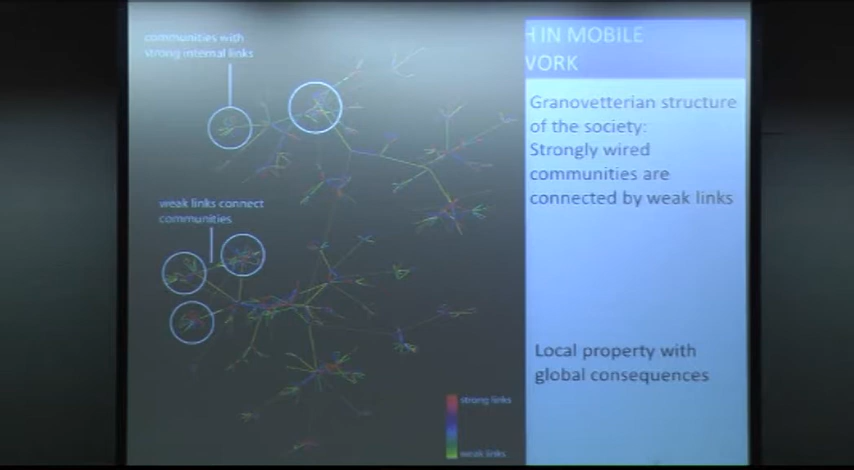 communities with
strong internal links
weak links connect
communities
strong links
weak links
H IN MOBILE
WORK
Granovetterian structure
of the society:
Strongly wired
communities are
connected by weak links
Local property with
global consequences